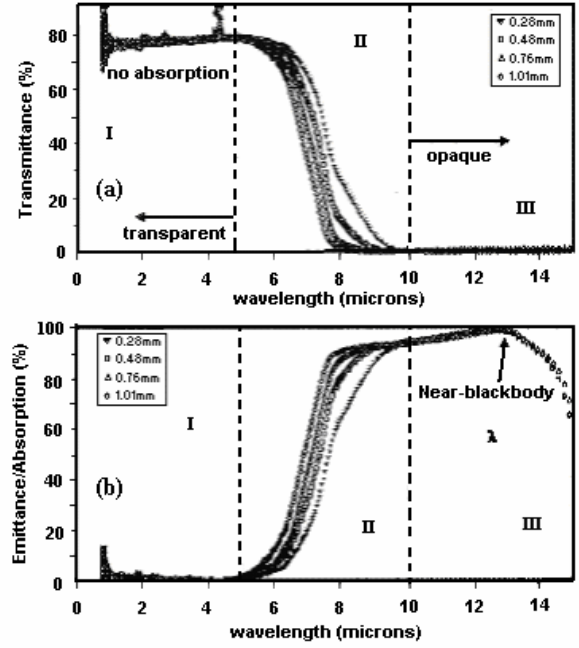 80
60
40
20
0
Transmittance (%)
no absorption
I
II
III
(a)
transparent
opaque
0.28mm
0.48mm
0.76mm
1.01mm
0 2 4 6 8 10 12 14
wavelength (microns)
100
80
60
40
20
0
Emittance/Absorption (%)
0.28mm
0.48mm
0.76mm
1.01mm
I
Near-blackbody
λ
(b)
II
III
0 2 4 6 8 10 12 14
wavelength (microns)